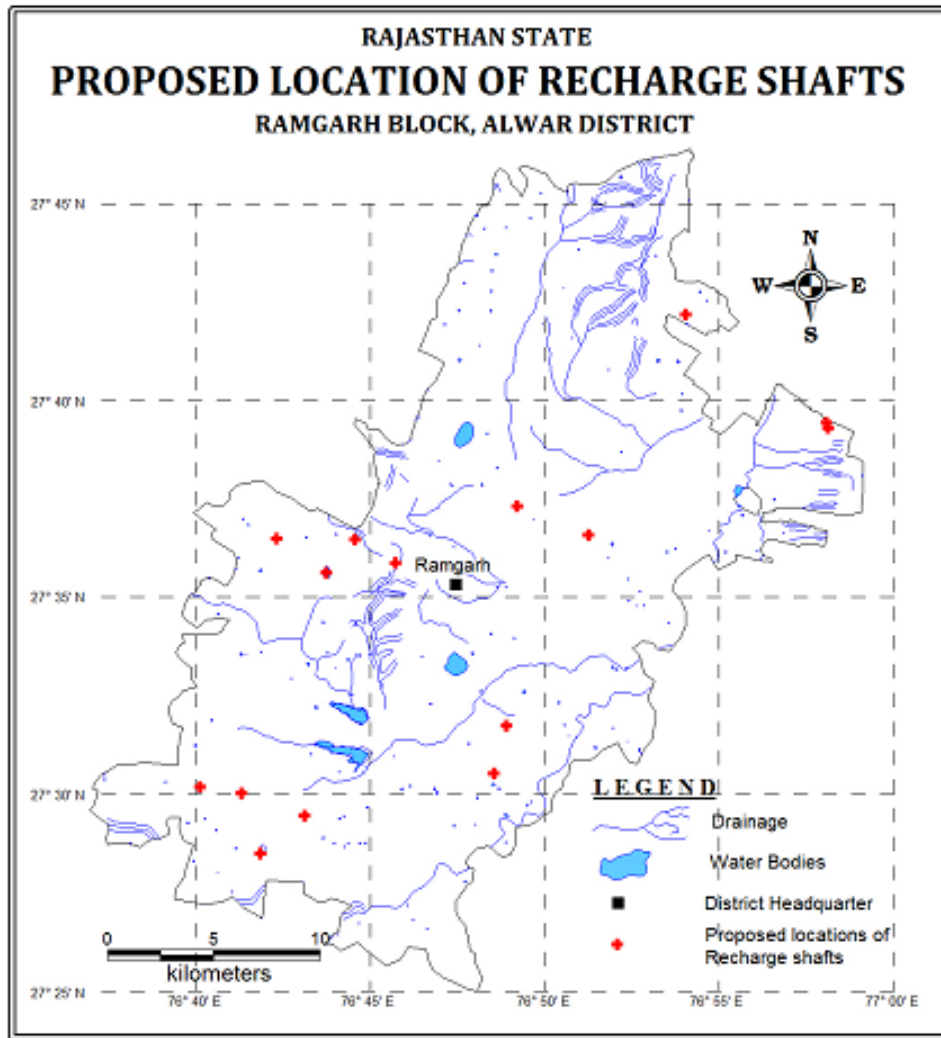 RAJASTHAN STATE
PROPOSED LOCATION OF RECHARGE SHAFTS
RAMGARH BLOCK, ALWAR DISTRICT
27° 45' N
N
W
E
S
27° 40' N
Ramgarh
27° 35' N
27° 30' N
LEGEND
Drainage
Water Bodies
District Headquarter
Proposed locations of
Recharge shafts
0 5 10
kilometers
27° 25' N
76° 40' E 76° 45' E 76° 50' E 76° 55' E 77° 00' E